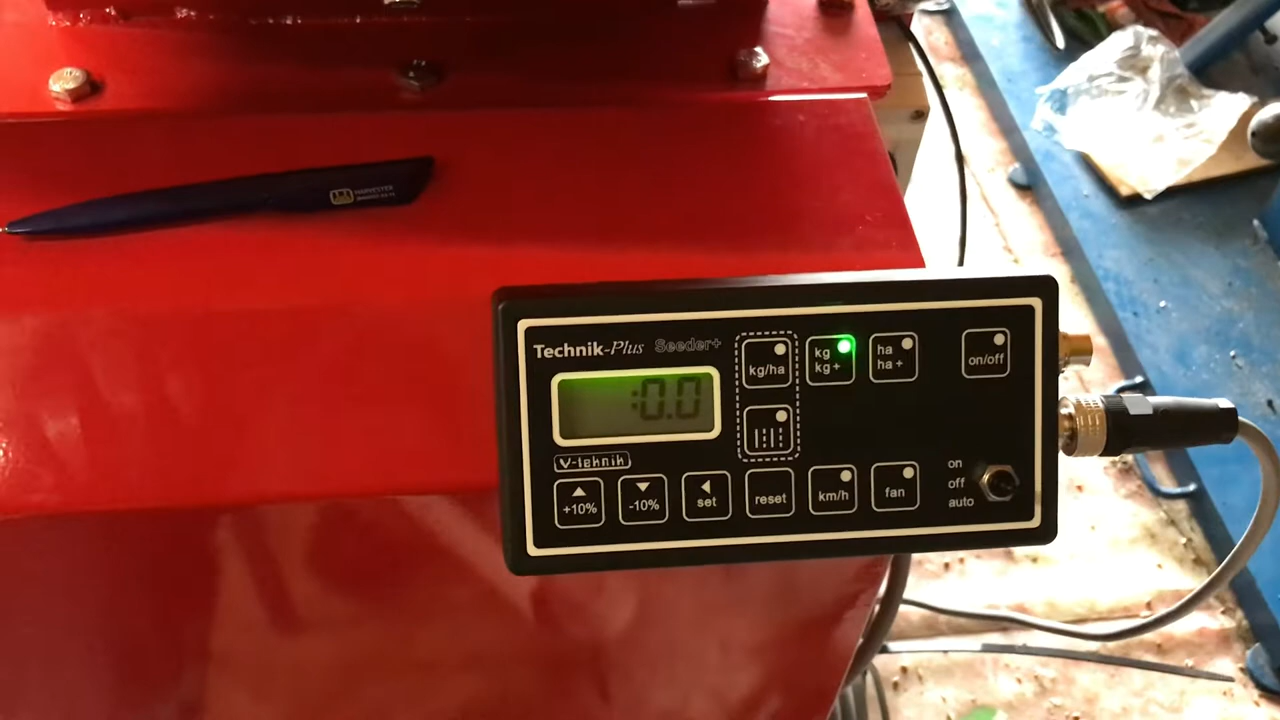 HARVESTER
Technik-Plus Seeder+
:0.0
V-tehnik
kg/ha
kg
kg+
ha
ha+
on/off
+10%
-10%
set
reset
km/h
fan
on
off
auto